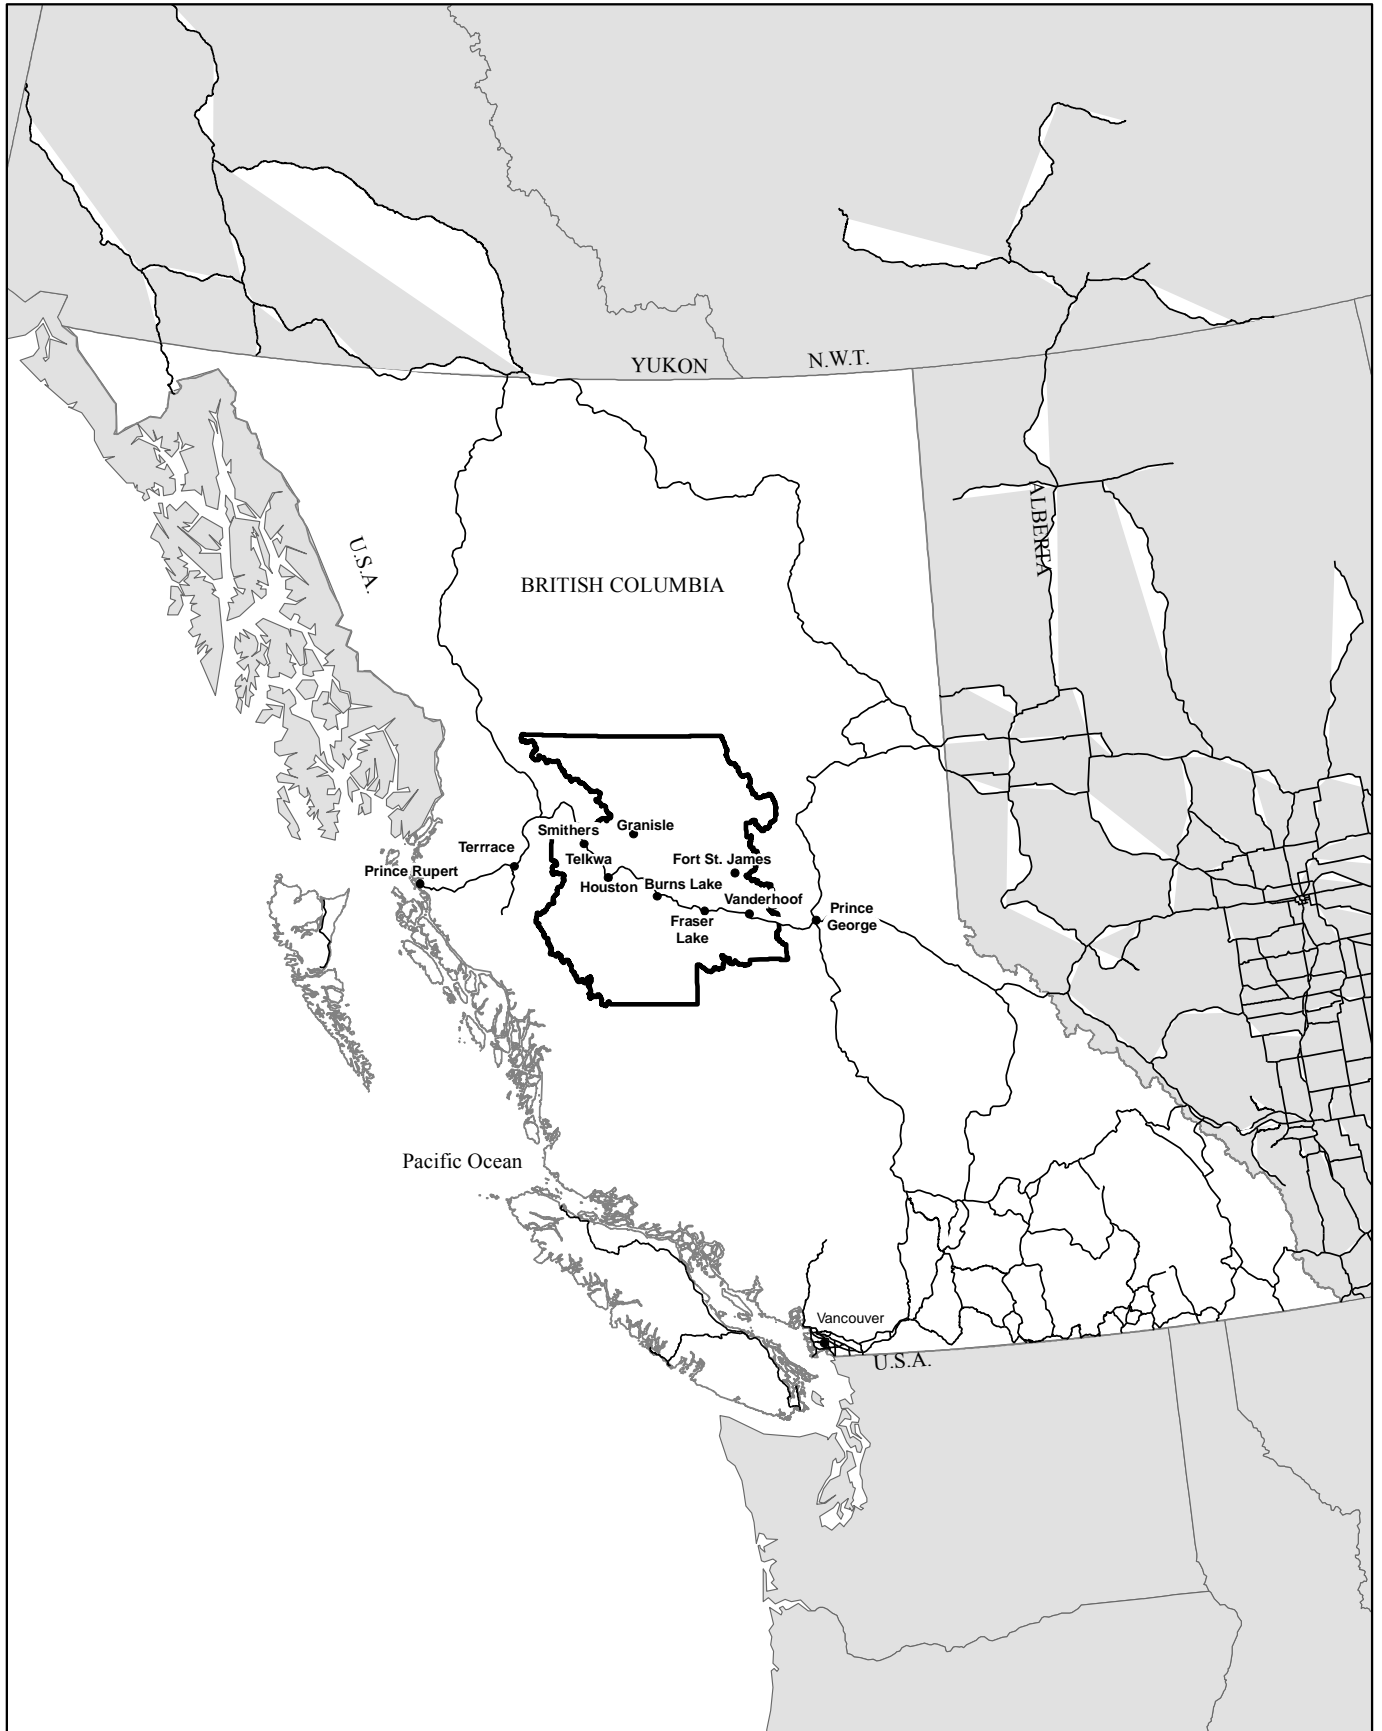 YUKON
N.W.T.
ALBERTA
U.S.A.
BRITISH COLUMBIA
Smithers
Granisle
Terrrace
Telkwa
Fort St. James
Prince Rupert
Houston
Burns Lake
Vanderhoof
Fraser
Lake
Prince
George
Pacific Ocean
Vancouver
U.S.A.